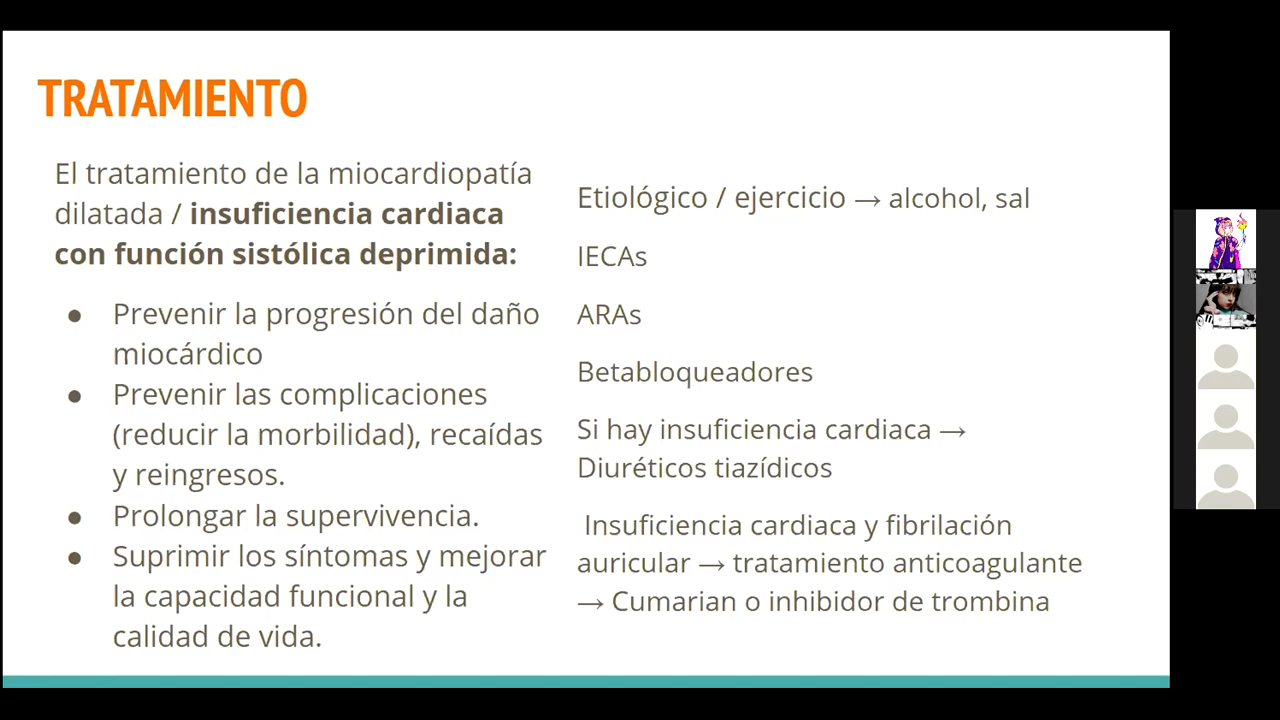 TRATAMIENTO
El tratamiento de la miocardiopatía
dilatada / insuficiencia cardiaca
con función sistólica deprimida:
● Prevenir la progresión del daño
miocárdico
● Prevenir las complicaciones
(reducir la morbilidad), recaídas
y reingresos.
● Prolongar la supervivencia.
● Suprimir los síntomas y mejorar
la capacidad funcional y la
calidad de vida.
Etiológico / ejercicio → alcohol, sal
IECAs
ARAs
Betabloqueadores
Si hay insuficiencia cardiaca →
Diuréticos tiazídicos
Insuficiencia cardiaca y fibrilación
auricular → tratamiento anticoagulante
→ Cumarian o inhibidor de trombina